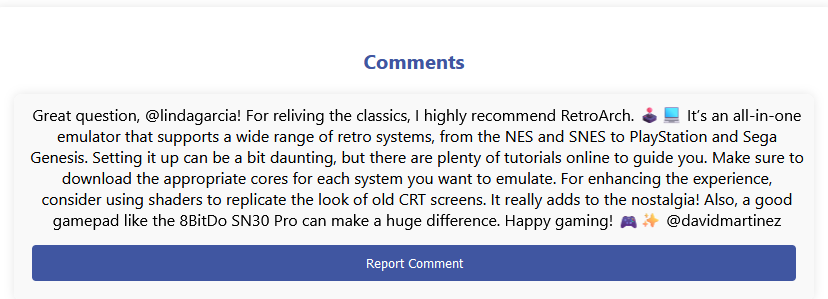 Comments
Great question, @lindagarcia! For reliving the classics, I highly recommend RetroArch. 🕹️💻 It's an all-in-one
emulator that supports a wide range of retro systems, from the NES and SNES to PlayStation and Sega
Genesis. Setting it up can be a bit daunting, but there are plenty of tutorials online to guide you. Make sure to
download the appropriate cores for each system you want to emulate. For enhancing the experience,
consider using shaders to replicate the look of old CRT screens. It really adds to the nostalgia! Also, a good
gamepad like the 8BitDo SN30 Pro can make a huge difference. Happy gaming! 🎮✨ @davidmartinez
Report Comment